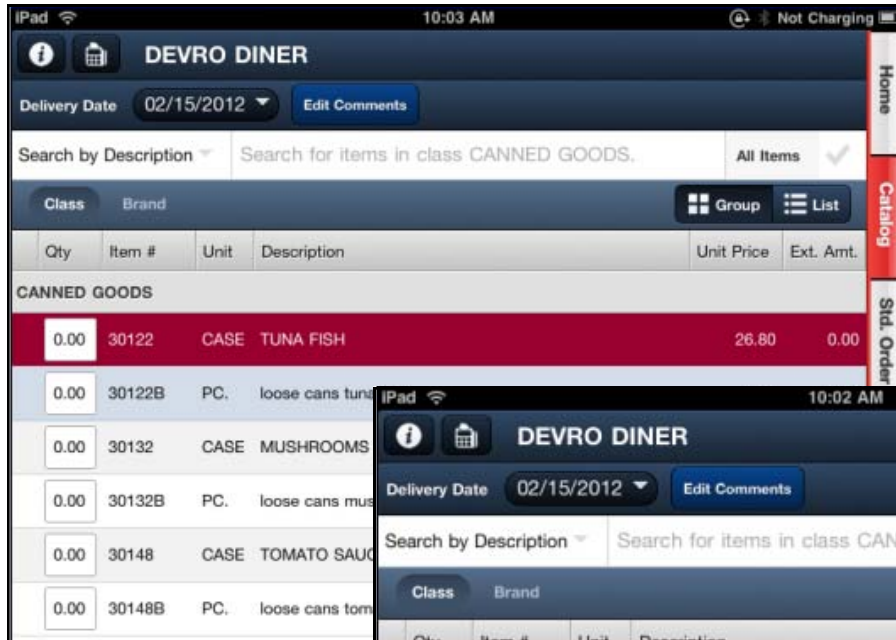 iPad 10:03 AM Not Charging
DEVRO DINER
Delivery Date 02/15/2012 Edit Comments
Search by Description Search for items in class CANNED GOODS. All Items
Class Brand Group List
Qty Item # Unit Description Unit Price Ext. Amt.
CANNED GOODS
0.00 30122 CASE TUNA FISH 26.80 0.00
0.00 30122B PC. loose cans tuna
0.00 30132 CASE MUSHROOMS
0.00 30132B PC. loose cans mus
0.00 30148 CASE TOMATO SAUC
0.00 30148B PC. loose cans tom
Home
Catalog
Std. Order
iPad 10:02 AM
DEVRO DINER
Delivery Date 02/15/2012 Edit Comments
Search by Description Search for items in class CAN
Class Brand
Qty Item # Unit Description